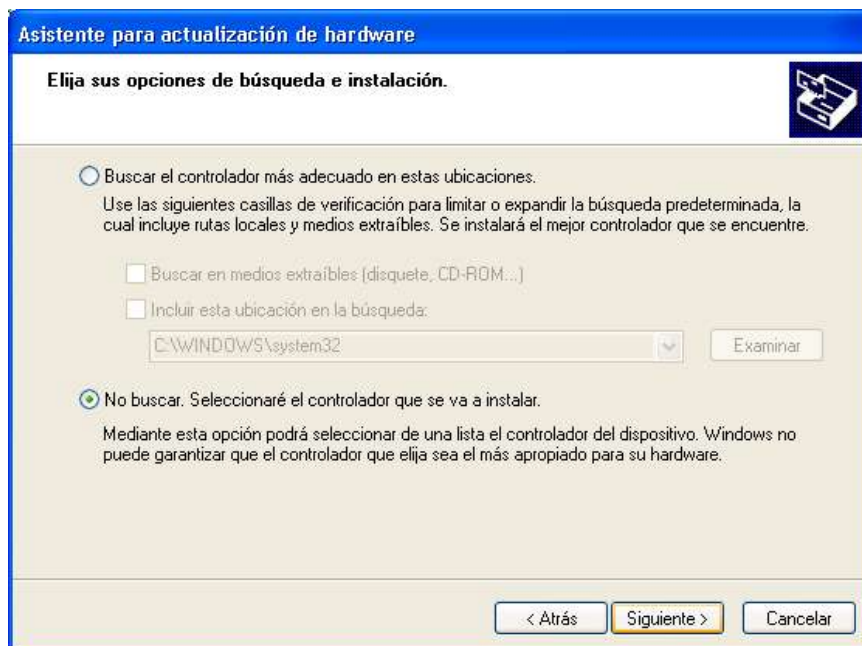 Asistente para actualización de hardware
Elija sus opciones de búsqueda e instalación.
Buscar el controlador más adecuado en estas ubicaciones.
Use las siguientes casillas de verificación para limitar o expandir la búsqueda predeterminada, la
cual incluye rutas locales y medios extraíbles. Se instalará el mejor controlador que se encuentre.
Buscar en medios extraíbles (disquete, CD-ROM...)
Incluir esta ubicación en la búsqueda:
C:\WINDOWS\system32
Examinar
No buscar. Seleccionaré el controlador que se va a instalar.
Mediante esta opción podrá seleccionar de una lista el controlador del dispositivo. Windows no
puede garantizar que el controlador que elija sea el más apropiado para su hardware.
< Atrás
Siguiente >
Cancelar